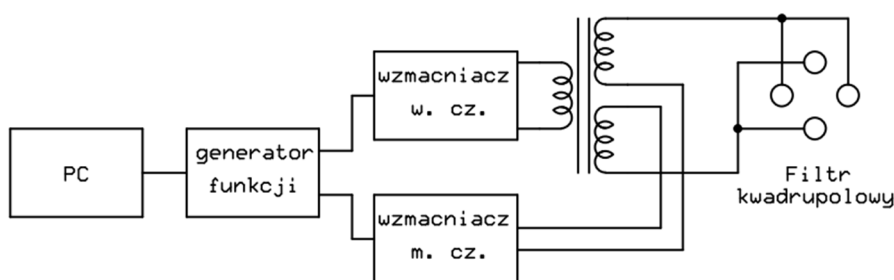 PC
generator
funkcji
wzmacniacz
w. cz.
wzmacniacz
m. cz.
Filtr
kwadrupolowy